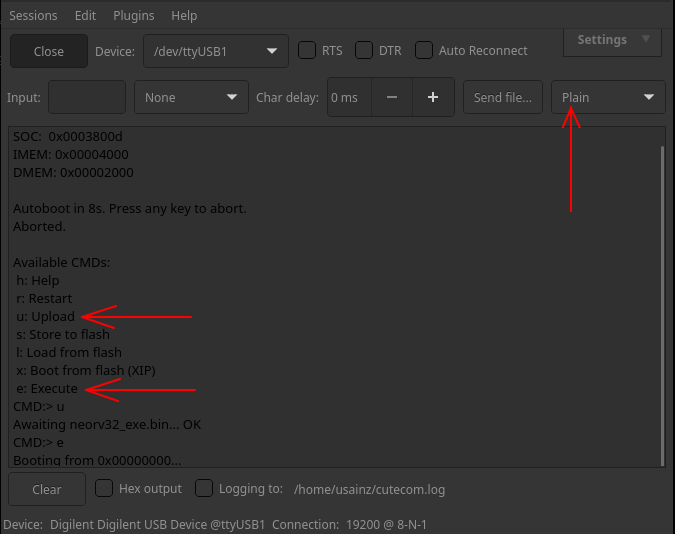 Sessions Edit Plugins Help
Close Device: /dev/ttyUSB1 RTS DTR Auto Reconnect Settings
Input: None Char delay: 0 ms − + Send file... Plain
SOC: 0x0003800d
IMEM: 0x00004000
DMEM: 0x00002000
Autoboot in 8s. Press any key to abort.
Aborted.
Available CMDs:
h: Help
r: Restart
u: Upload
s: Store to flash
l: Load from flash
x: Boot from flash (XIP)
e: Execute
CMD:> u
Awaiting neorv32_exe.bin... OK
CMD:> e
Booting from 0x00000000...
Clear Hex output Logging to: /home/usainz/cutecom.log
Device: Digilent Digilent USB Device @ttyUSB1 Connection: 19200 @ 8-N-1